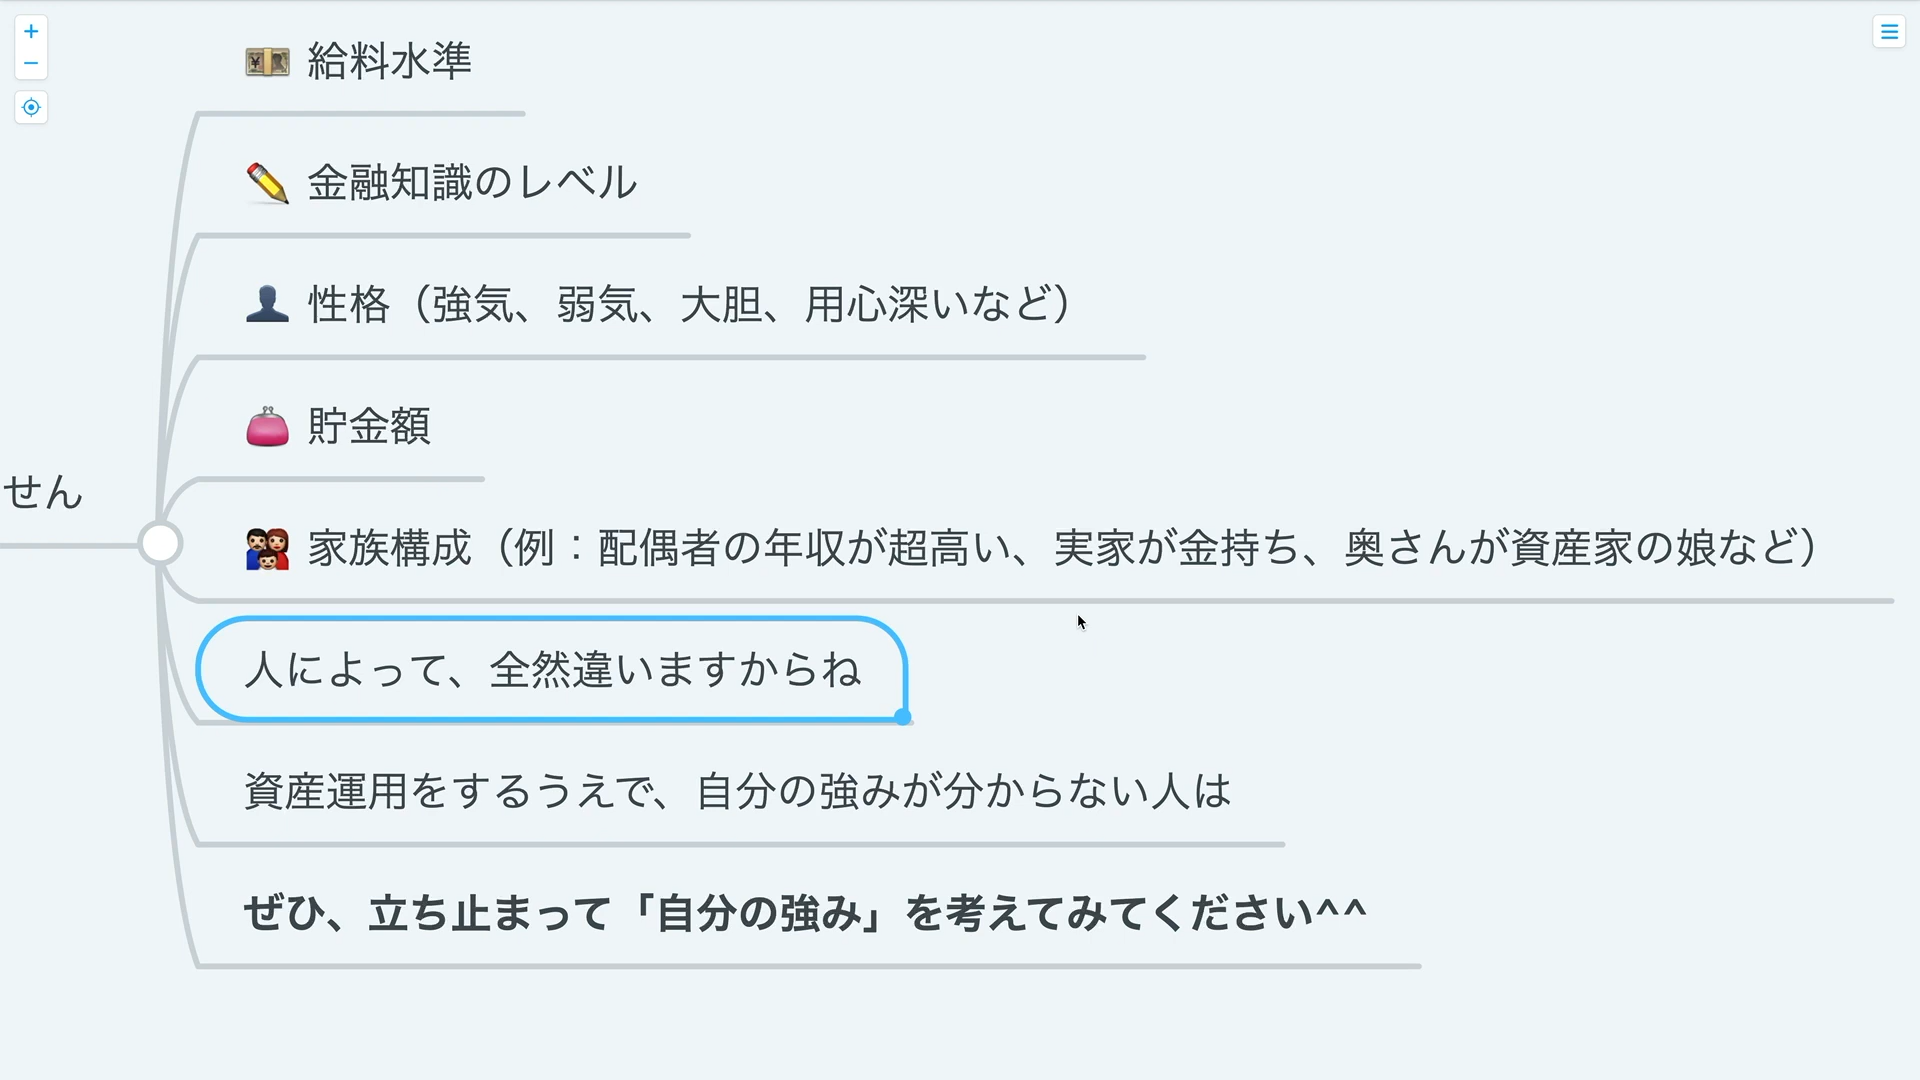 給料水準
金融知識のレベル
性格（強気、弱気、大胆、用心深いなど）
貯金額
せん
家族構成（例：配偶者の年収が超高い、実家が金持ち、奥さんが資産家の娘など）
人によって、全然違いますからね
資産運用をするうえで、自分の強みが分からない人は
ぜひ、立ち止まって「自分の強み」を考えてみてください^^